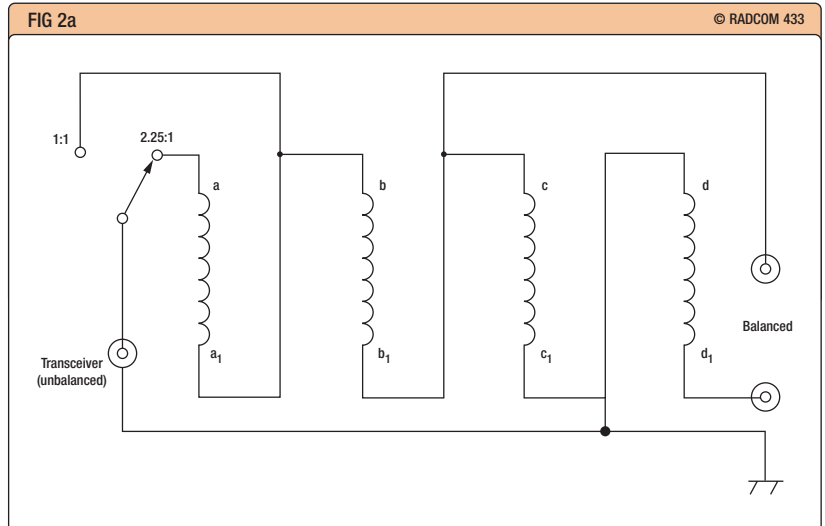 FIG 2a
© RADCOM 433
1:1
2.25:1
a
b
c
d
Balanced
a1
b1
c1
d1
Transceiver
(unbalanced)